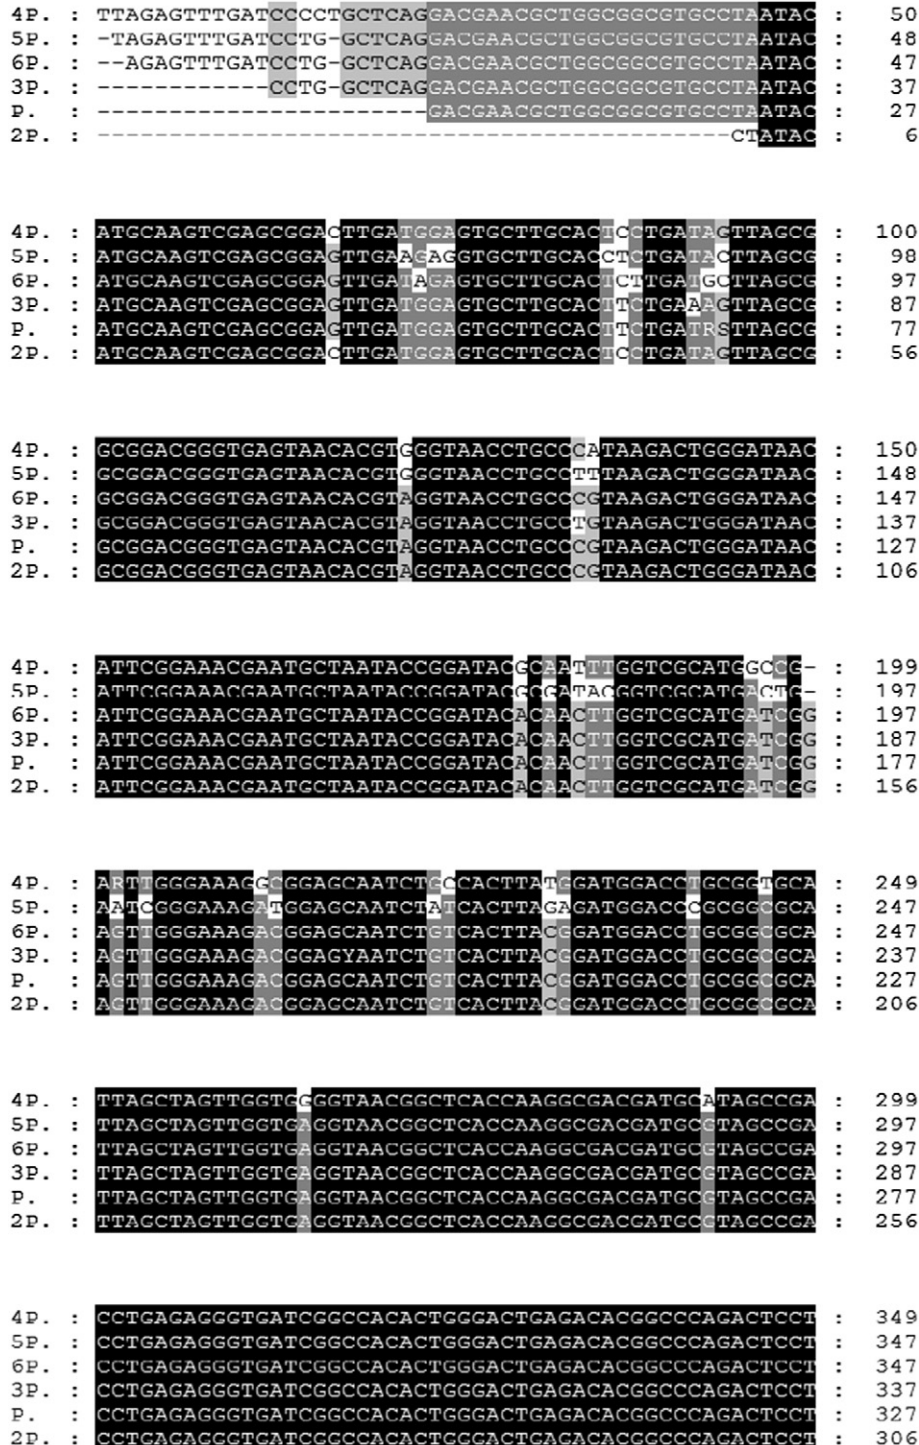 4P. : TTAGAGTTTGATCCCCTGCTCAGGACGAACGCTGGCGGCGTGCCTAATAC : 50
5P. : -TAGAGTTTGATCCTG-GCTCAGGACGAACGCTGGCGGCGTGCCTAATAC : 48
6P. : --AGAGTTTGATCCTG-GCTCAGGACGAACGCTGGCGGCGTGCCTAATAC : 47
3P. : ------------CCTG-GCTCAGGACGAACGCTGGCGGCGTGCCTAATAC : 37
P. : -----------------------GACGAACGCTGGCGGCGTGCCTAATAC : 27
2P. : --------------------------------------------CTATAC : 6
4P. : ATGCAAGTCGAGCGGACTTGATGGAGTGCTTGCACTCCTGATAGTTAGCG : 100
5P. : ATGCAAGTCGAGCGGAGTTGAAGAGGTGCTTGCACCTCTGATACTTAGCG : 98
6P. : ATGCAAGTCGAGCGGAGTTGATAGAGTGCTTGCACTCTTGATGCTTAGCG : 97
3P. : ATGCAAGTCGAGCGGAGTTGATGGAGTGCTTGCACTTCTGAAAGTTAGCG : 87
P. : ATGCAAGTCGAGCGGAGTTGATGGAGTGCTTGCACTTCTGATRSTTAGCG : 77
2P. : ATGCAAGTCGAGCGGACTTGATGGAGTGCTTGCACTCCTGATAGTTAGCG : 56
4P. : GCGGACGGGTGAGTAACACGTGGGTAACCTGCCCATAAGACTGGGATAAC : 150
5P. : GCGGACGGGTGAGTAACACGTGGGTAACCTGCCTTTAAGACTGGGATAAC : 148
6P. : GCGGACGGGTGAGTAACACGTAGGTAACCTGCCCGTAAGACTGGGATAAC : 147
3P. : GCGGACGGGTGAGTAACACGTAGGTAACCTGCCTGTAAGACTGGGATAAC : 137
P. : GCGGACGGGTGAGTAACACGTAGGTAACCTGCCCGTAAGACTGGGATAAC : 127
2P. : GCGGACGGGTGAGTAACACGTAGGTAACCTGCCCGTAAGACTGGGATAAC : 106
4P. : ATTCGGAAACGAATGCTAATACCGGATACGCAATTTGGTCGCATGGCCG- : 199
5P. : ATTCGGAAACGAATGCTAATACCGGATACGCGATACGGTCGCATGACTG- : 197
6P. : ATTCGGAAACGAATGCTAATACCGGATACACAACTTGGTCGCATGATCGG : 197
3P. : ATTCGGAAACGAATGCTAATACCGGATACACAACTTGGTCGCATGATCGG : 187
P. : ATTCGGAAACGAATGCTAATACCGGATACACAACTTGGTCGCATGATCGG : 177
2P. : ATTCGGAAACGAATGCTAATACCGGATACACAACTTGGTCGCATGATCGG : 156
4P. : ARTTGGGAAAGGCGGAGCAATCTGCCACTTATGGATGGACCTGCGGTGCA : 249
5P. : AATCGGGAAAGATGGAGCAATCTATCACTTAGAGATGGACCCGCGGCGCA : 247
6P. : AGTTGGGAAAGACGGAGCAATCTGTCACTTACGGATGGACCTGCGGCGCA : 247
3P. : AGTTGGGAAAGACGGAGYAATCTGTCACTTACGGATGGACCTGCGGCGCA : 237
P. : AGTTGGGAAAGACGGAGCAATCTGTCACTTACGGATGGACCTGCGGCGCA : 227
2P. : AGTTGGGAAAGACGGAGCAATCTGTCACTTACGGATGGACCTGCGGCGCA : 206
4P. : TTAGCTAGTTGGTGGGGTAACGGCTCACCAAGGCGACGATGCATAGCCGA : 299
5P. : TTAGCTAGTTGGTGAGGTAACGGCTCACCAAGGCGACGATGCGTAGCCGA : 297
6P. : TTAGCTAGTTGGTGAGGTAACGGCTCACCAAGGCGACGATGCGTAGCCGA : 297
3P. : TTAGCTAGTTGGTGAGGTAACGGCTCACCAAGGCGACGATGCGTAGCCGA : 287
P. : TTAGCTAGTTGGTGAGGTAACGGCTCACCAAGGCGACGATGCGTAGCCGA : 277
2P. : TTAGCTAGTTGGTGAGGTAACGGCTCACCAAGGCGACGATGCGTAGCCGA : 256
4P. : CCTGAGAGGGTGATCGGCCACACTGGGACTGAGACACGGCCCAGACTCCT : 349
5P. : CCTGAGAGGGTGATCGGCCACACTGGGACTGAGACACGGCCCAGACTCCT : 347
6P. : CCTGAGAGGGTGATCGGCCACACTGGGACTGAGACACGGCCCAGACTCCT : 347
3P. : CCTGAGAGGGTGATCGGCCACACTGGGACTGAGACACGGCCCAGACTCCT : 337
P. : CCTGAGAGGGTGATCGGCCACACTGGGACTGAGACACGGCCCAGACTCCT : 327
2P. : CCTGAGAGGGTGATCGGCCACACTGGGACTGAGACACGGCCCAGACTCCT : 306